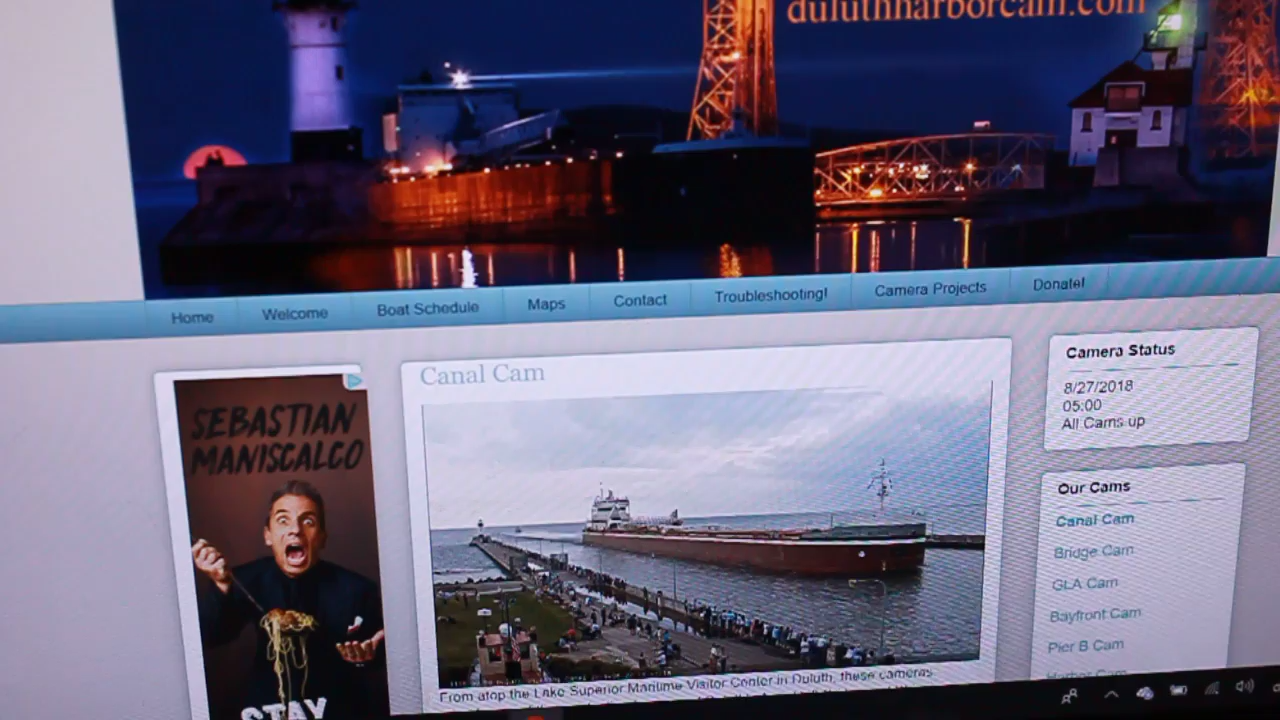 duluthharborcam.com
Home Welcome Boat Schedule Maps Contact Troubleshooting! Camera Projects Donate!
SEBASTIAN
MANISCALCO
STAY
Canal Cam
From atop the Lake Superior Maritime Visitor Center in Duluth, these cameras
Camera Status
8/27/2018
05:00
All Cams up
Our Cams
Canal Cam
Bridge Cam
GLA Cam
Bayfront Cam
Pier B Cam
Harbor Cam